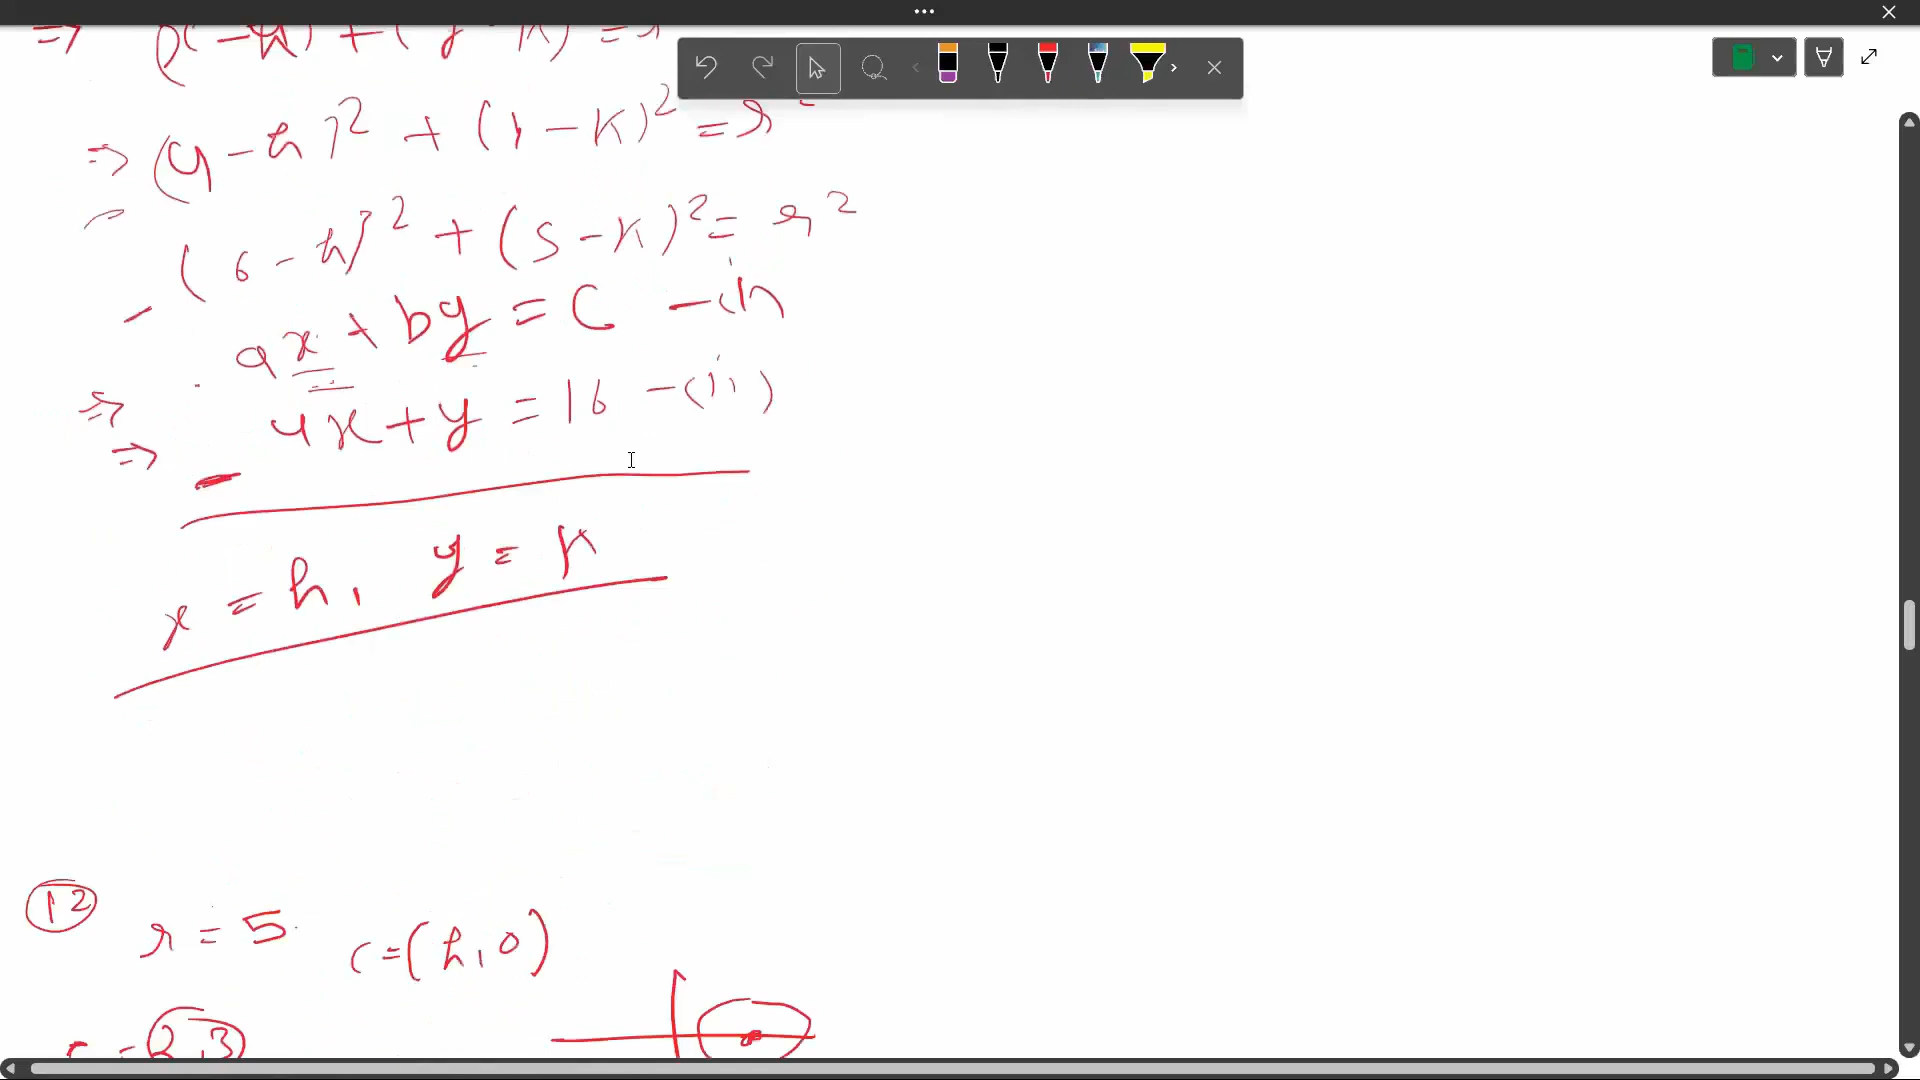 ⇒ (x-h)² + (y-k)² = r²
⇒ (4-h)² + (1-K)² = r²
(6-h)² + (5-K)² = r²
ax + by = C -(i)
⇒
⇒ 4x + y = 16 -(ii)
x = h, y = K
12
r = 5 c = (h, 0)
2, 3